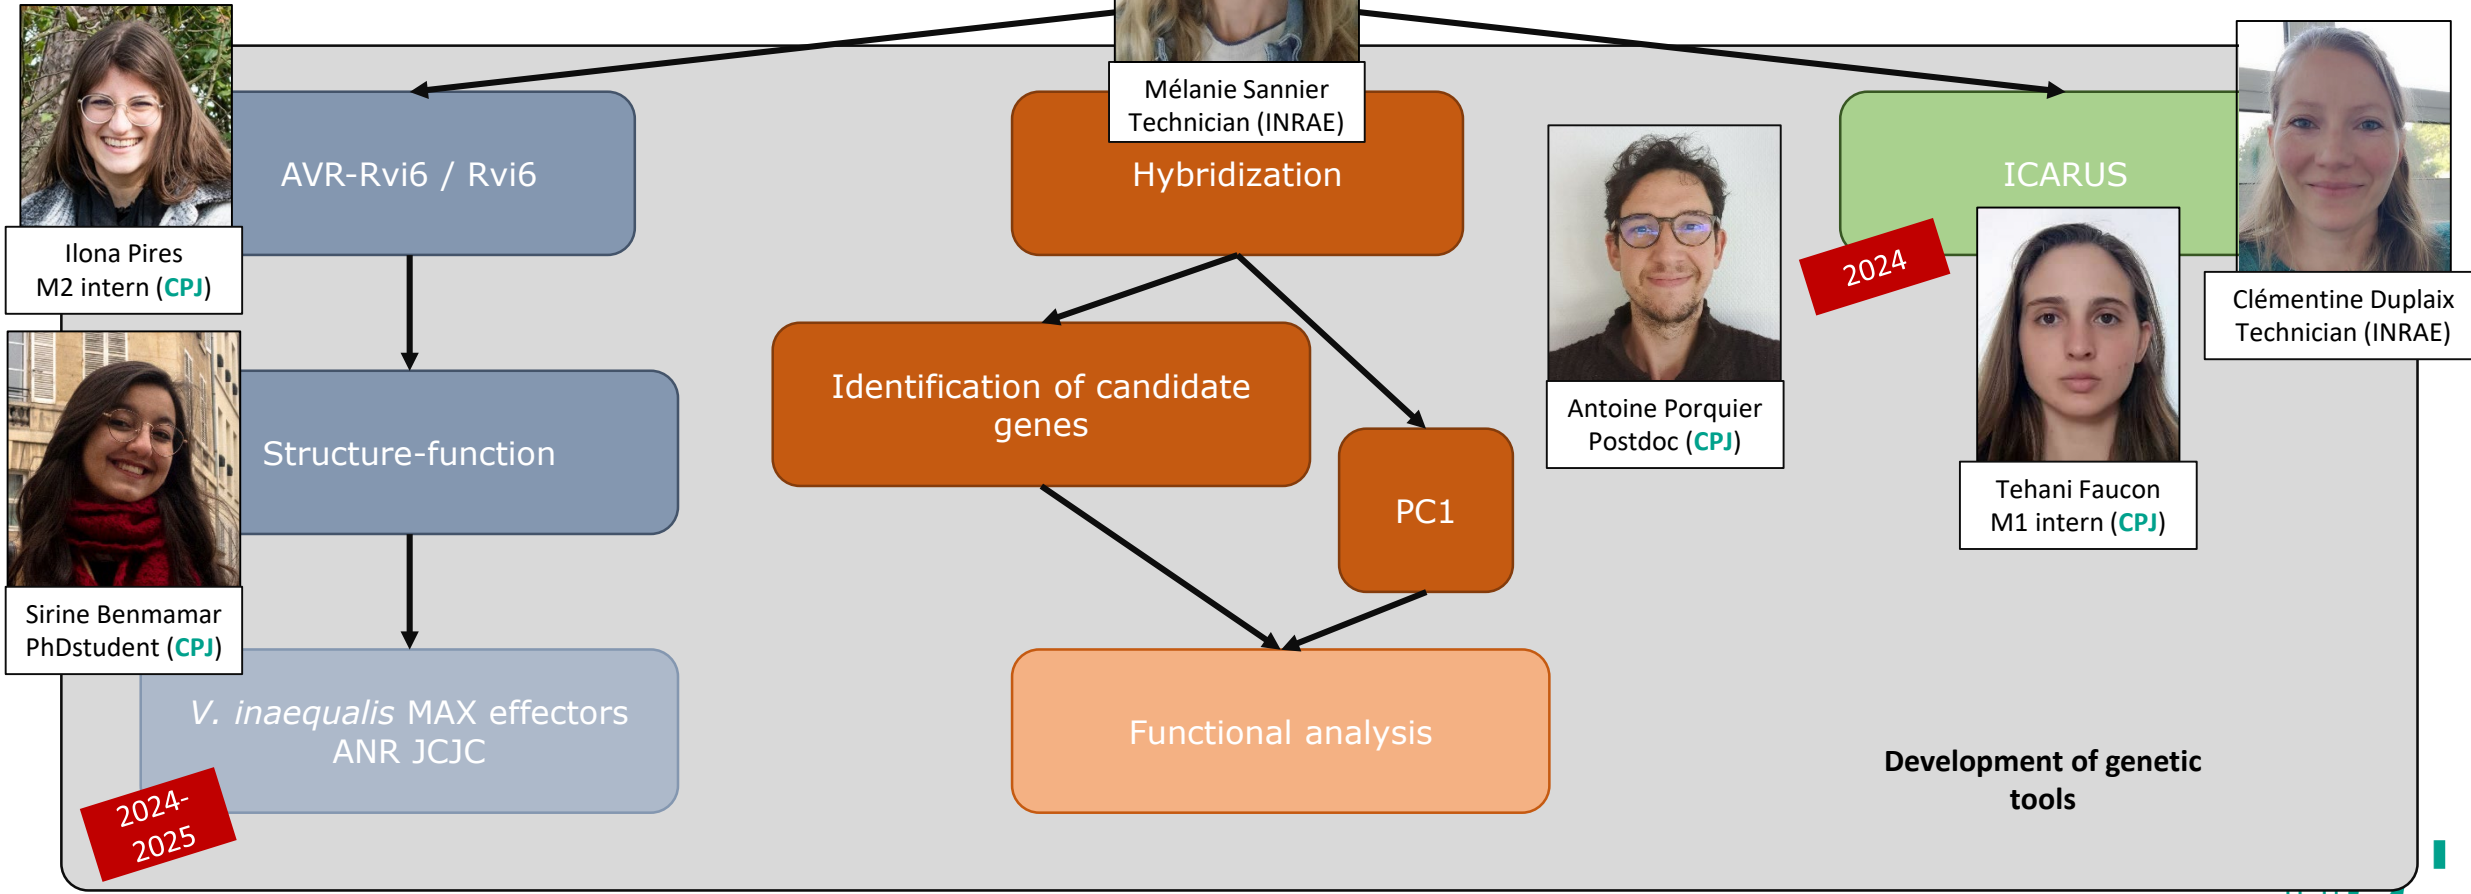 Mélanie Sannier
Technician (INRAE)
AVR-Rvi6 / Rvi6
Hybridization
ICARUS
2024
Ilona Pires
M2 intern (CPJ)
Clémentine Duplaix
Technician (INRAE)
Identification of candidate
genes
Antoine Porquier
Postdoc (CPJ)
Structure-function
PC1
Tehani Faucon
M1 intern (CPJ)
Sirine Benmamar
PhDstudent (CPJ)
V. inaequalis MAX effectors
ANR JCJC
Functional analysis
Development of genetic
tools
2024-
2025